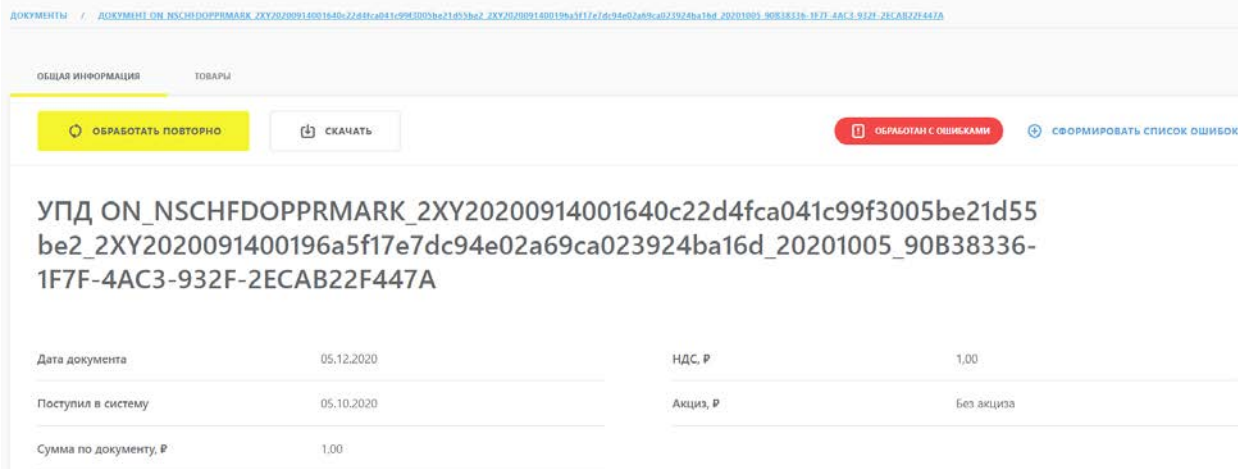 ДОКУМЕНТЫ / ДОКУМЕНТ ON_NSCHFDOPPRMARK_2XY20200914001640c22d4fca041c99f3005be21d55be2_2XY2020091400196a5f17e7dc94e02a69ca023924ba16d_20201005_90B38336-1F7F-4AC3-932F-2ECAB22F447A
ОБЩАЯ ИНФОРМАЦИЯ ТОВАРЫ
ОБРАБОТАТЬ ПОВТОРНО СКАЧАТЬ ОБРАБОТАН С ОШИБКАМИ СФОРМИРОВАТЬ СПИСОК ОШИБОК
УПД ON_NSCHFDOPPRMARK_2XY20200914001640c22d4fca041c99f3005be21d55
be2_2XY2020091400196a5f17e7dc94e02a69ca023924ba16d_20201005_90B38336-
1F7F-4AC3-932F-2ECAB22F447A
Дата документа 05.12.2020 НДС, ₽ 1,00
Поступил в систему 05.10.2020 Акциз, ₽ Без акциза
Сумма по документу, ₽ 1,00